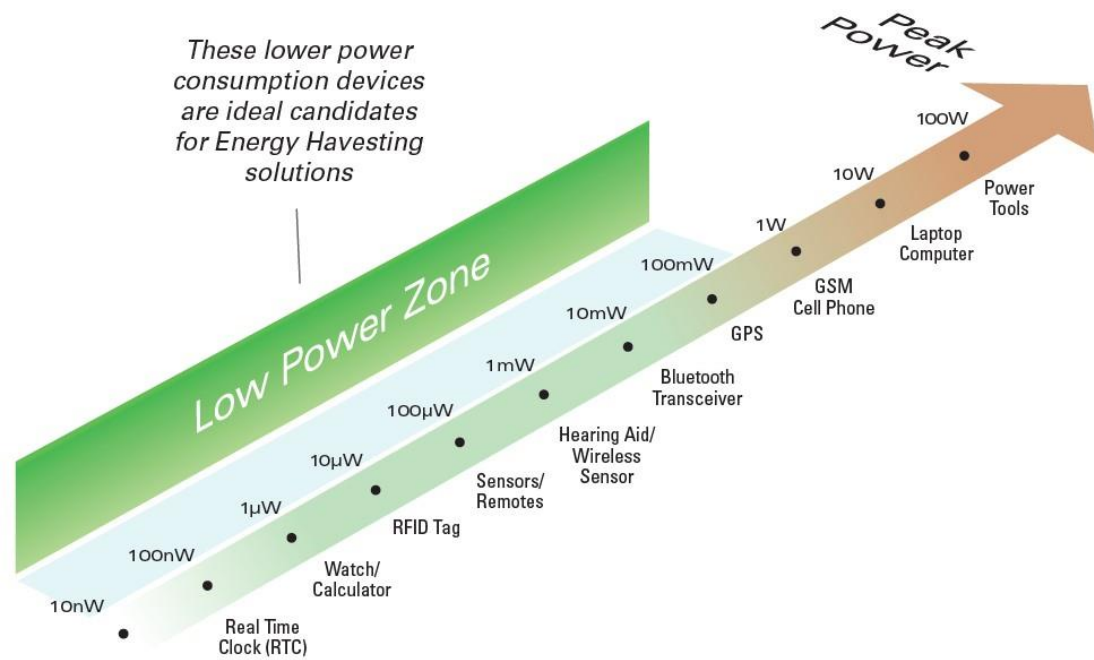 These lower power
consumption devices
are ideal candidates
for Energy Havesting
solutions
Peak
Power
Low Power Zone
10nW
100nW
Real Time
Clock (RTC)
1µW
Watch/
Calculator
10µW
RFID Tag
100µW
Sensors/
Remotes
1mW
Hearing Aid/
Wireless
Sensor
10mW
Bluetooth
Transceiver
100mW
GPS
1W
GSM
Cell Phone
10W
Laptop
Computer
100W
Power
Tools